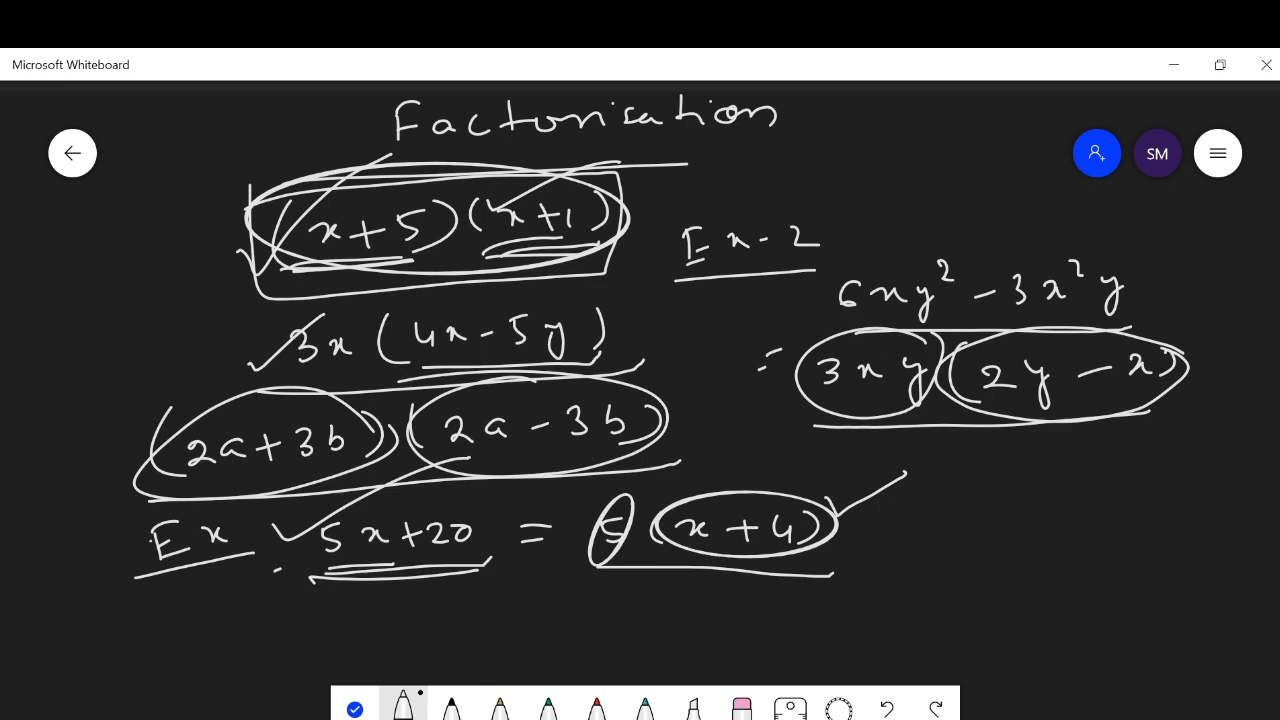 Microsoft Whiteboard
Factorisation
SM
(x+5)(x+1)
Ex-2
6xy² - 3x²y
3x (4x-5y)
= 3xy (2y - x)
(2a+3b) (2a-3b)
Ex 5x+20 = 5 (x+4)